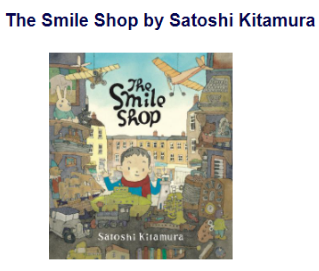 The Smile Shop by Satoshi Kitamura
The
Smile
Shop
Satoshi Kitamura